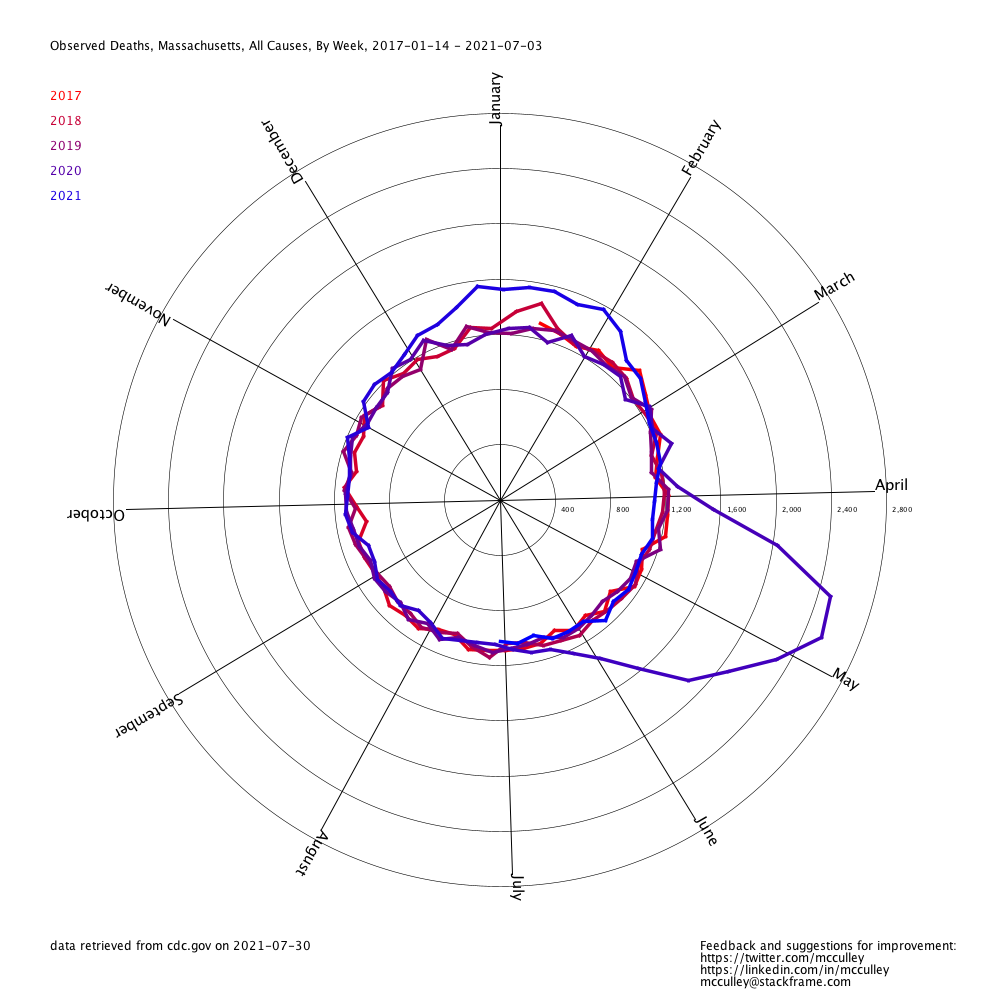 Observed Deaths, Massachusetts, All Causes, By Week, 2017-01-14 - 2021-07-03
2017
2018
2019
2020
2021
January
February
March
April
May
June
July
August
September
October
November
December
400
800
1,200
1,600
2,000
2,400
2,800
data retrieved from cdc.gov on 2021-07-30
Feedback and suggestions for improvement:
https://twitter.com/mcculley
https://linkedin.com/in/mcculley
mcculley@stackframe.com